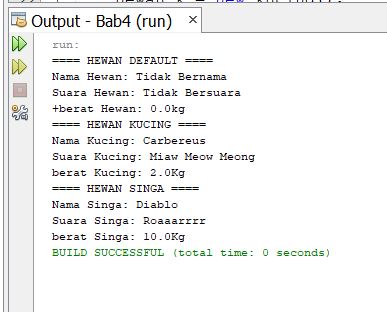 Output - Bab4 (run)
run:
==== HEWAN DEFAULT ====
Nama Hewan: Tidak Bernama
Suara Hewan: Tidak Bersuara
+berat Hewan: 0.0kg
==== HEWAN KUCING ====
Nama Kucing: Carbereus
Suara Kucing: Miaw Meow Meong
berat Kucing: 2.0Kg
==== HEWAN SINGA ====
Nama Singa: Diablo
Suara Singa: Roaaarrrr
berat Singa: 10.0Kg
BUILD SUCCESSFUL (total time: 0 seconds)